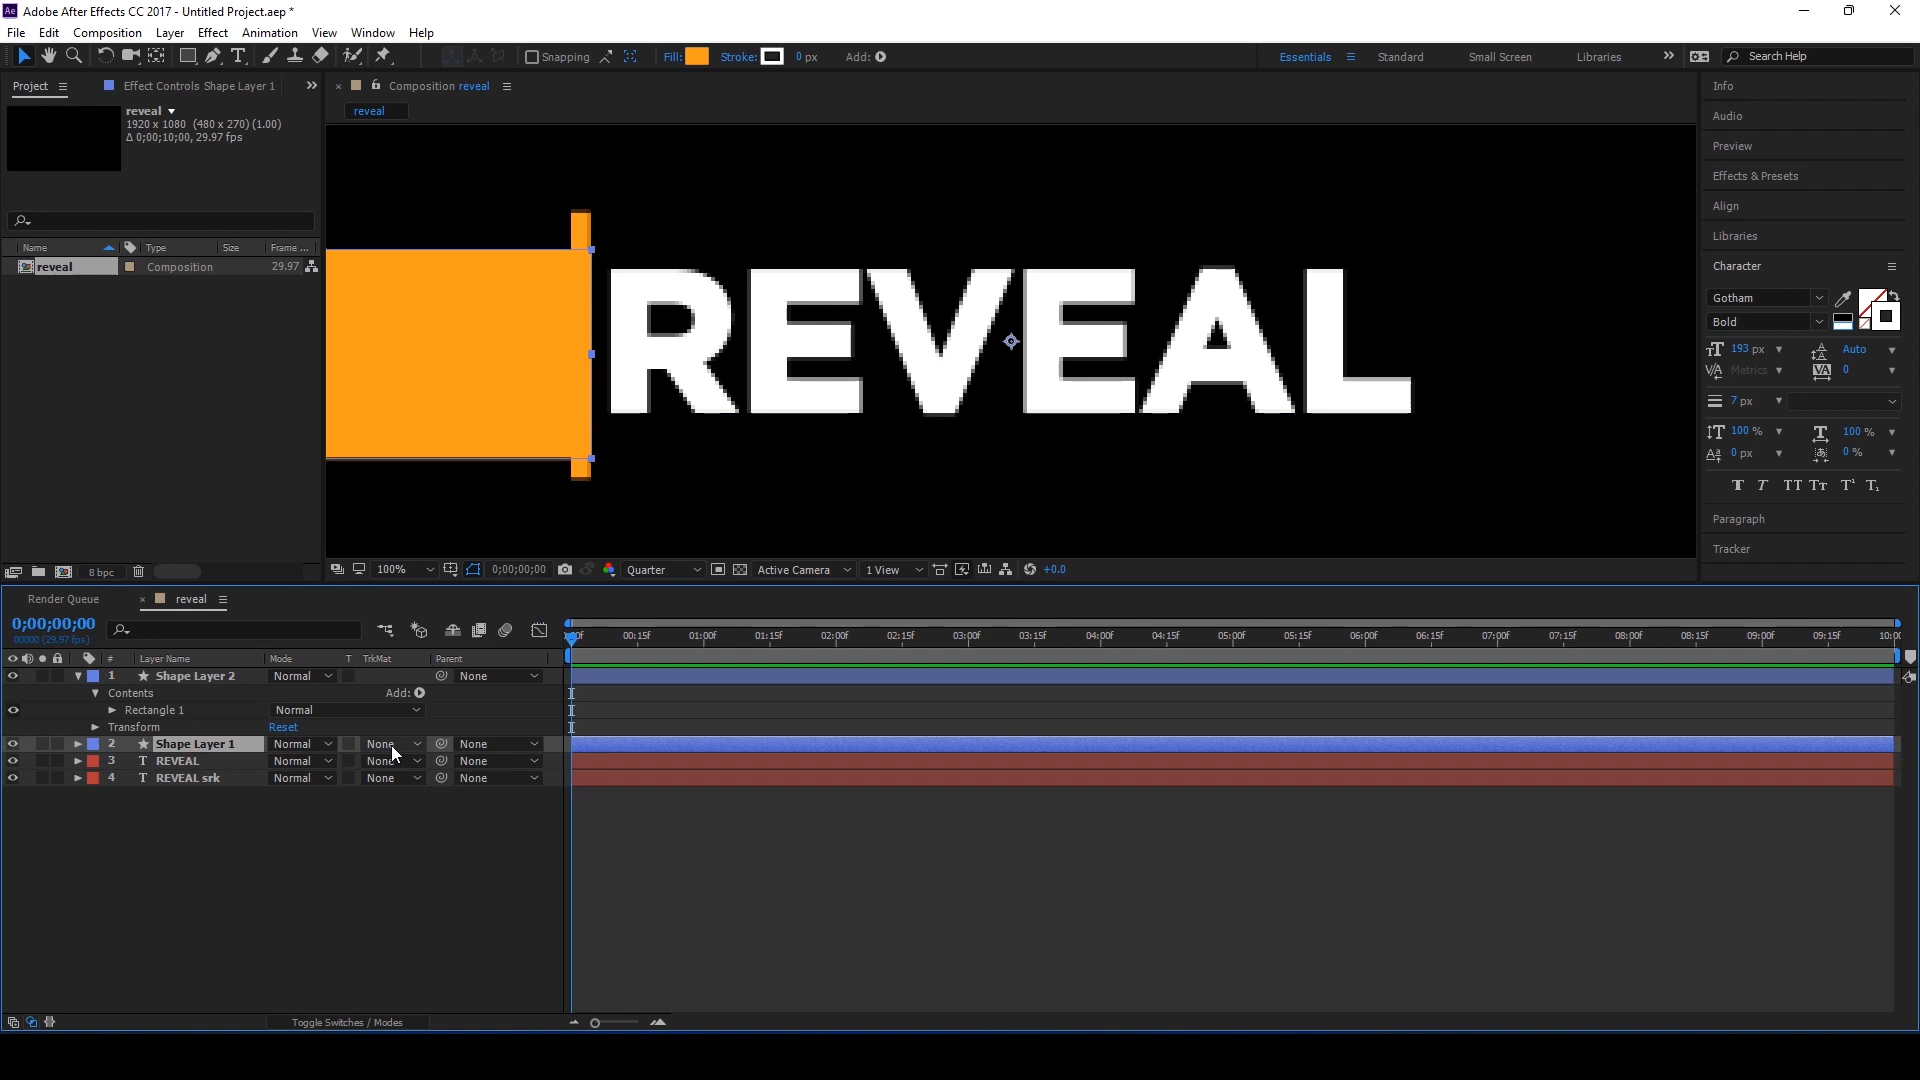 Ae Adobe After Effects CC 2017 - Untitled Project.aep *
File Edit Composition Layer Effect Animation View Window Help
Snapping Fill: Stroke: 0 px Add: Essentials Standard Small Screen Libraries Search Help
Project Effect Controls Shape Layer 1 Composition reveal Info
reveal
1920 x 1080 (480 x 270) (1.00)
Δ 0;00;10;00, 29.97 fps
reveal
Audio
Preview
Effects & Presets
Align
Libraries
Character
Name Type Size Frame ...
reveal Composition 29.97
REVEAL
Gotham
Bold
193 px Auto
Metrics 0
7 px
100 % 100 %
0 px 0 %
T T TT Tт T¹ T₁
Paragraph
Tracker
8 bpc 100% 0;00;00;00 Quarter Active Camera 1 View +0.0
Render Queue reveal
0;00;00;00
00000 (29.97 fps)
00:15f 01:00f 01:15f 02:00f 02:15f 03:00f 03:15f 04:00f 04:15f 05:00f 05:15f 06:00f 06:15f 07:00f 07:15f 08:00f 08:15f 09:00f 09:15f
# Layer Name Mode T TrkMat Parent
1 Shape Layer 2 Normal None
Contents Add:
Rectangle 1 Normal
Transform Reset
2 Shape Layer 1 Normal None None
3 T REVEAL Normal None None
4 T REVEAL srk Normal None None
Toggle Switches / Modes